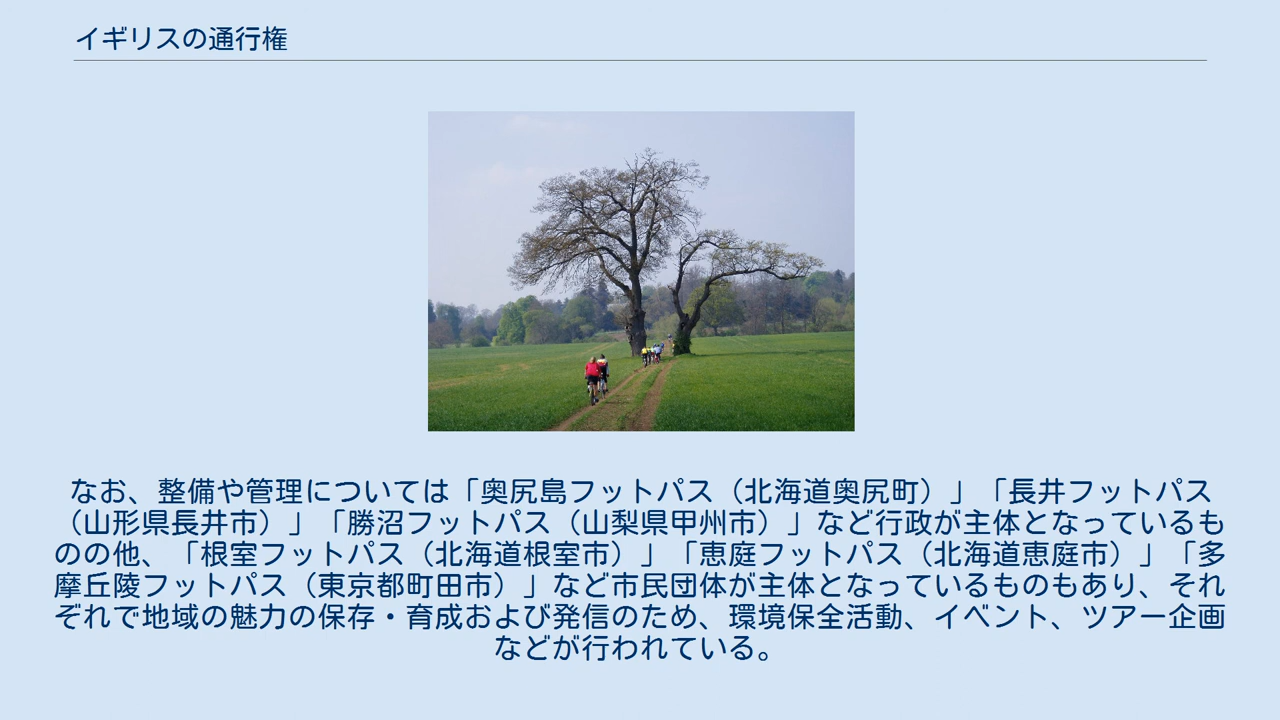 イギリスの通行権
なお、整備や管理については「奥尻島フットパス（北海道奥尻町）」「長井フットパス
（山形県長井市）」「勝沼フットパス（山梨県甲州市）」など行政が主体となっているも
のの他、「根室フットパス（北海道根室市）」「恵庭フットパス（北海道恵庭市）」「多
摩丘陵フットパス（東京都町田市）」など市民団体が主体となっているものもあり、それ
ぞれで地域の魅力の保存・育成および発信のため、環境保全活動、イベント、ツアー企画
などが行われている。